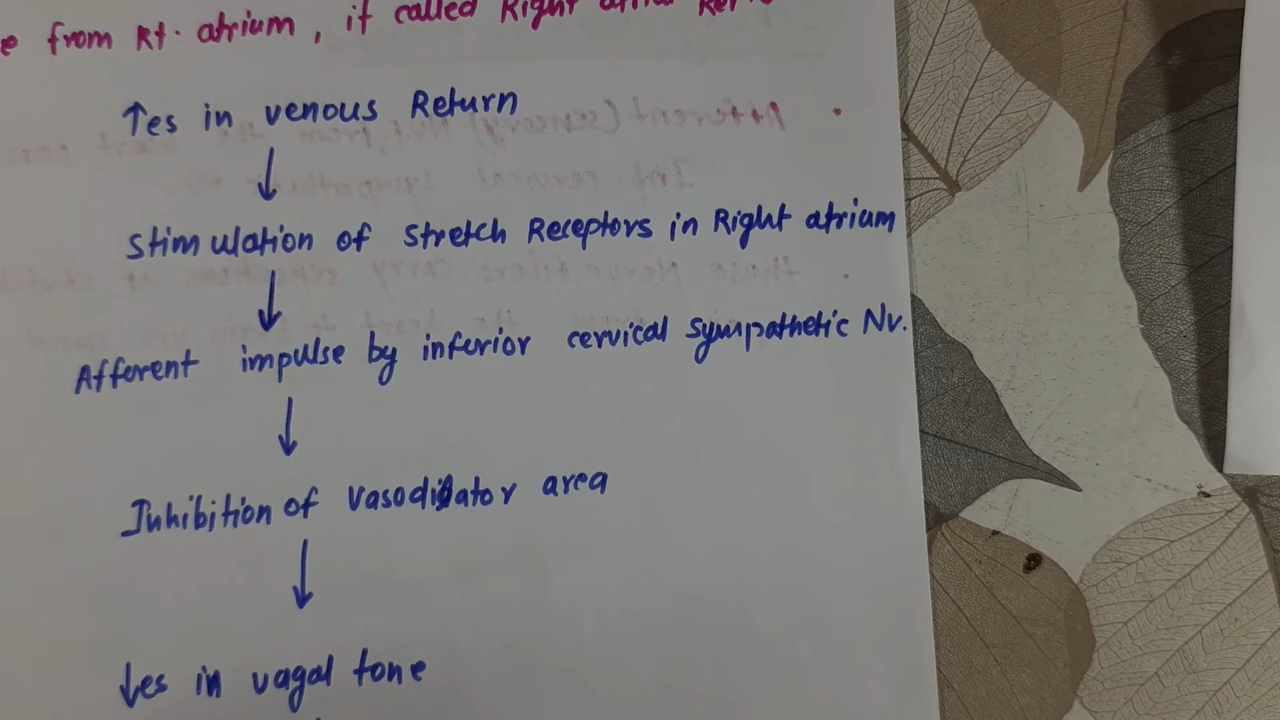 e from Rt. atrium, it called Right atrial
↑es in venous Return
↓
Stimulation of stretch Receptors in Right atrium
↓
Afferent impulse by inferior cervical sympathetic Nv.
↓
Inhibition of vasodilator area
↓
↓es in vagal tone